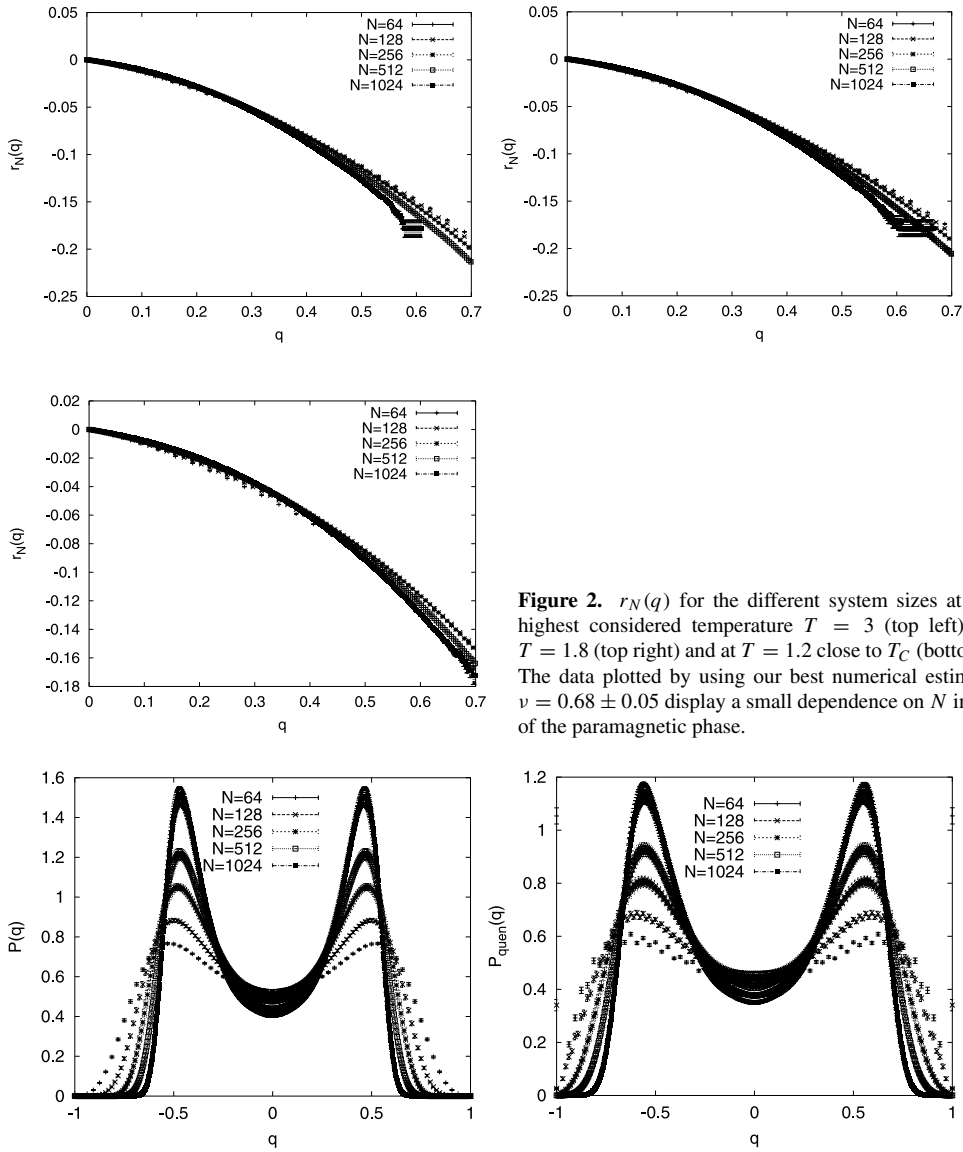 0.05
0
-0.05
-0.1
-0.15
-0.2
-0.25
r_N(q)
0 0.1 0.2 0.3 0.4 0.5 0.6 0.7
q
N=64
N=128
N=256
N=512
N=1024
0.05
0
-0.05
-0.1
-0.15
-0.2
-0.25
r_N(q)
0 0.1 0.2 0.3 0.4 0.5 0.6 0.7
q
N=64
N=128
N=256
N=512
N=1024
0.02
0
-0.02
-0.04
-0.06
-0.08
-0.1
-0.12
-0.14
-0.16
-0.18
r_N(q)
0 0.1 0.2 0.3 0.4 0.5 0.6 0.7
q
N=64
N=128
N=256
N=512
N=1024
Figure 2. r_N(q) for the different system sizes at
highest considered temperature T = 3 (top left)
T = 1.8 (top right) and at T = 1.2 close to T_C (botto
The data plotted by using our best numerical estin
ν = 0.68 ± 0.05 display a small dependence on N in
of the paramagnetic phase.
1.6
1.4
1.2
1
0.8
0.6
0.4
0.2
0
P(q)
-1 -0.5 0 0.5 1
q
N=64
N=128
N=256
N=512
N=1024
1.2
1
0.8
0.6
0.4
0.2
0
P_quen(q)
-1 -0.5 0 0.5 1
q
N=64
N=128
N=256
N=512
N=1024